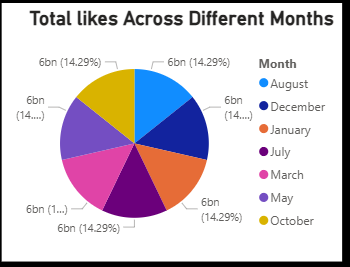 Total likes Across Different Months
6bn (14.29%)
6bn (14.29%)
6bn
(14....)
6bn
(14....)
6bn (1...)
6bn
(14.29%)
6bn (14.29%)
Month
August
December
January
July
March
May
October